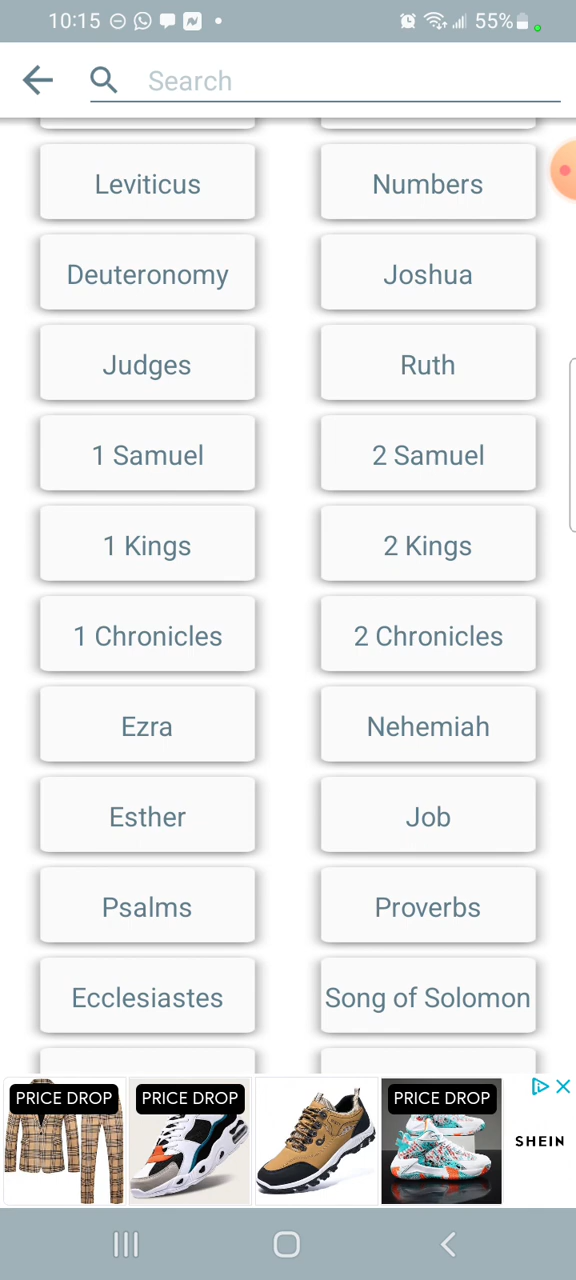 10:15
55%
Search
Leviticus
Numbers
Deuteronomy
Joshua
Judges
Ruth
1 Samuel
2 Samuel
1 Kings
2 Kings
1 Chronicles
2 Chronicles
Ezra
Nehemiah
Esther
Job
Psalms
Proverbs
Ecclesiastes
Song of Solomon
PRICE DROP
PRICE DROP
PRICE DROP
SHEIN